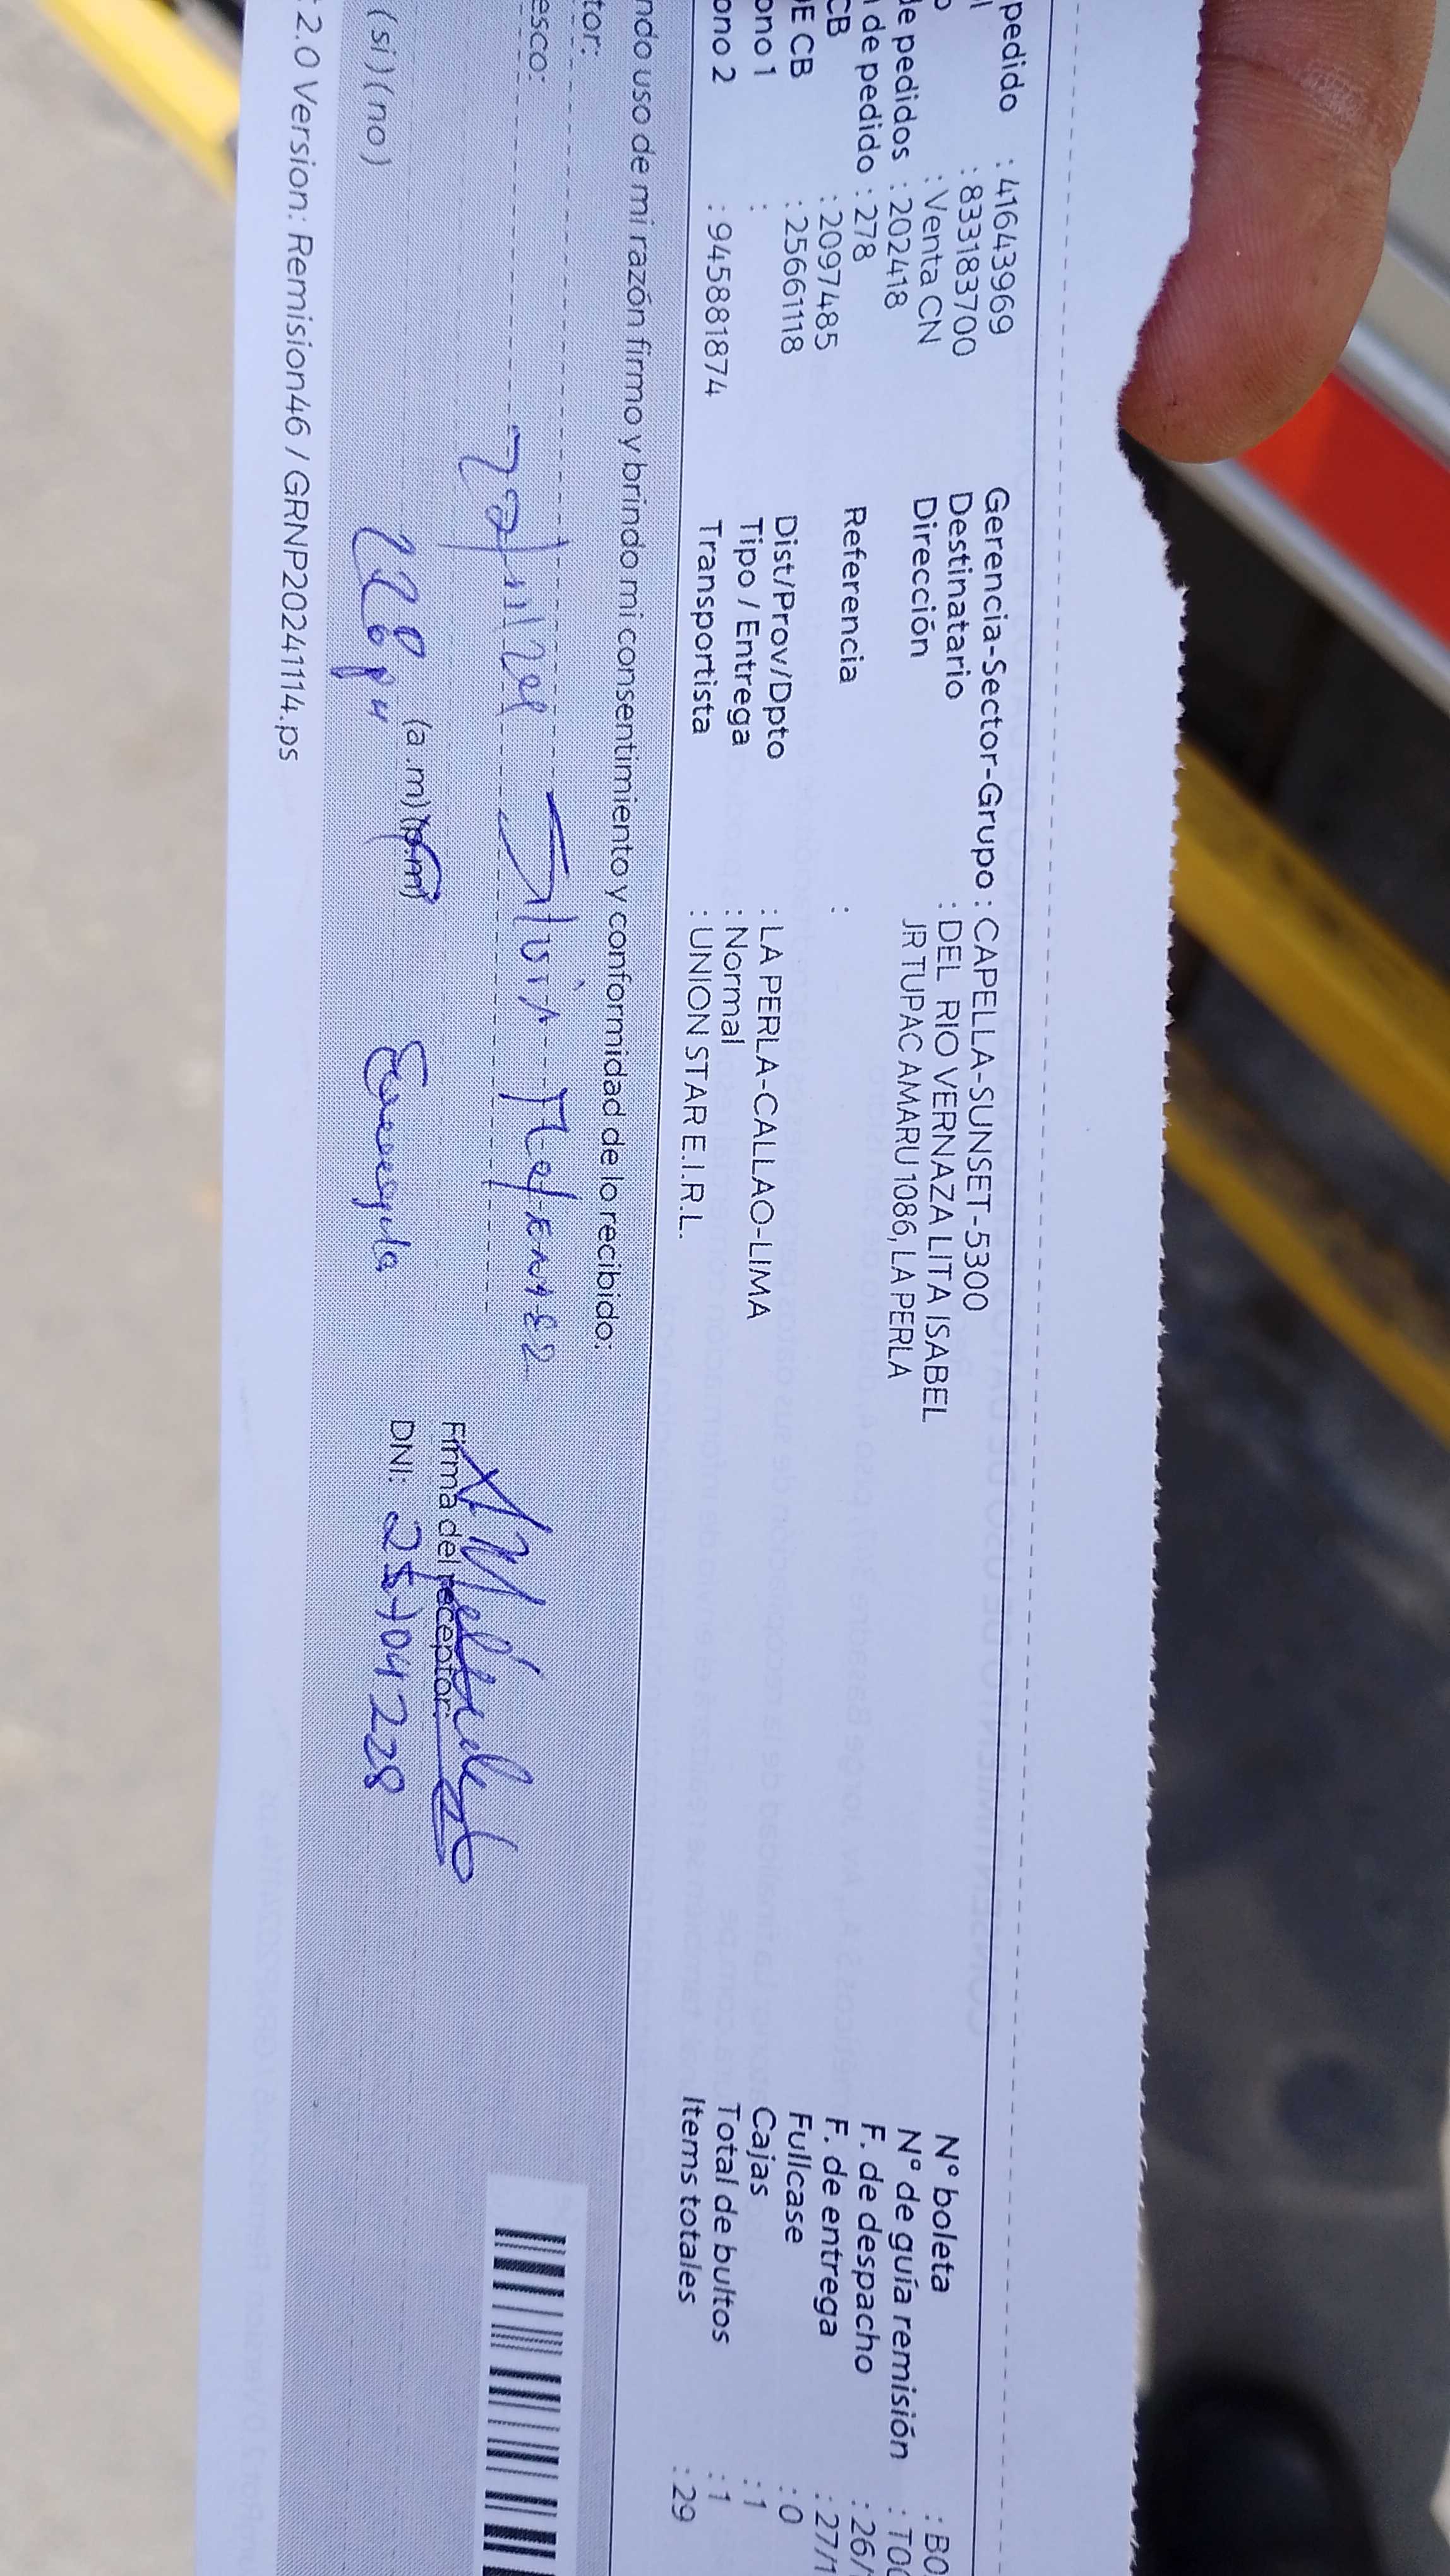 pedido : 416439969
: 833183700
: Venta CN
de pedidos : 202418
de pedido : 278
CB : 2097485
DE CB : 25661118
ono 1 :
ono 2 : 945881874
Gerencia-Sector-Grupo : CAPELLA-SUNSET-5300
Destinatario : DEL RIO VERNAZA LITA ISABEL
Dirección JR TUPAC AMARU 1086, LA PERLA
Referencia :
Dist/Prov/Dpto : LA PERLA-CALLAO-LIMA
Tipo / Entrega : Normal
Transportista : UNION STAR E.I.R.L.
N° boleta : B0
N° de guía remisión : T00
F. de despacho : 26/
F. de entrega : 27/1
Fullcase : 0
Cajas : 1
Total de bultos : 1
Items totales : 29
ndo uso de mi razón firmo y brindo mi consentimiento y conformidad de lo recibido:
tor:
esco:
(si) (no)
(a.m) (p.m)
Firma del receptor:
DNI: 25704228
: 2.0 Version: Remision46 / GRNP20241114.ps